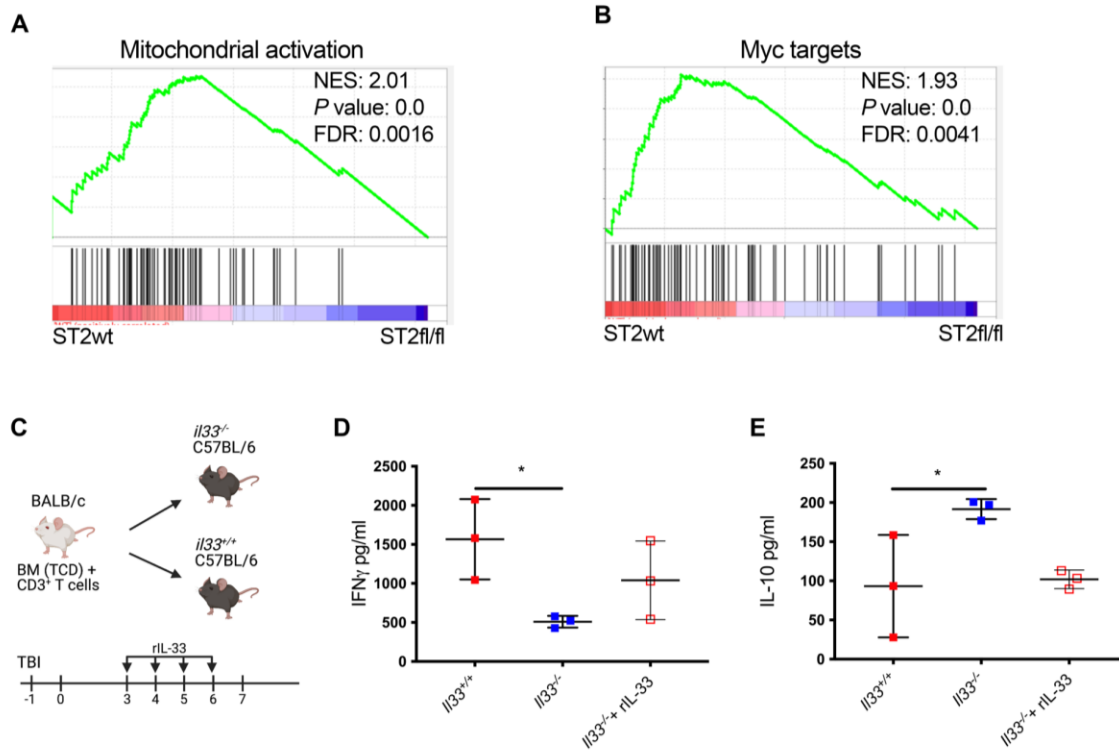 A
Mitochondrial activation
NES: 2.01
P value: 0.0
FDR: 0.0016
ST2wt
ST2fl/fl
B
Myc targets
NES: 1.93
P value: 0.0
FDR: 0.0041
ST2wt
ST2fl/fl
C
il33-/-
C57BL/6
BALB/c
il33+/+
C57BL/6
BM (TCD) +
CD3+ T cells
rIL-33
TBI
-1 0 3 4 5 6 7
D
IFNγ pg/ml
2500
2000
1500
1000
500
0
*
Il33+/+
Il33-/-
Il33-/-+ rIL-33
E
IL-10 pg/ml
250
200
150
100
50
0
*
Il33+/+
Il33-/-
Il33-/-+ rIL-33